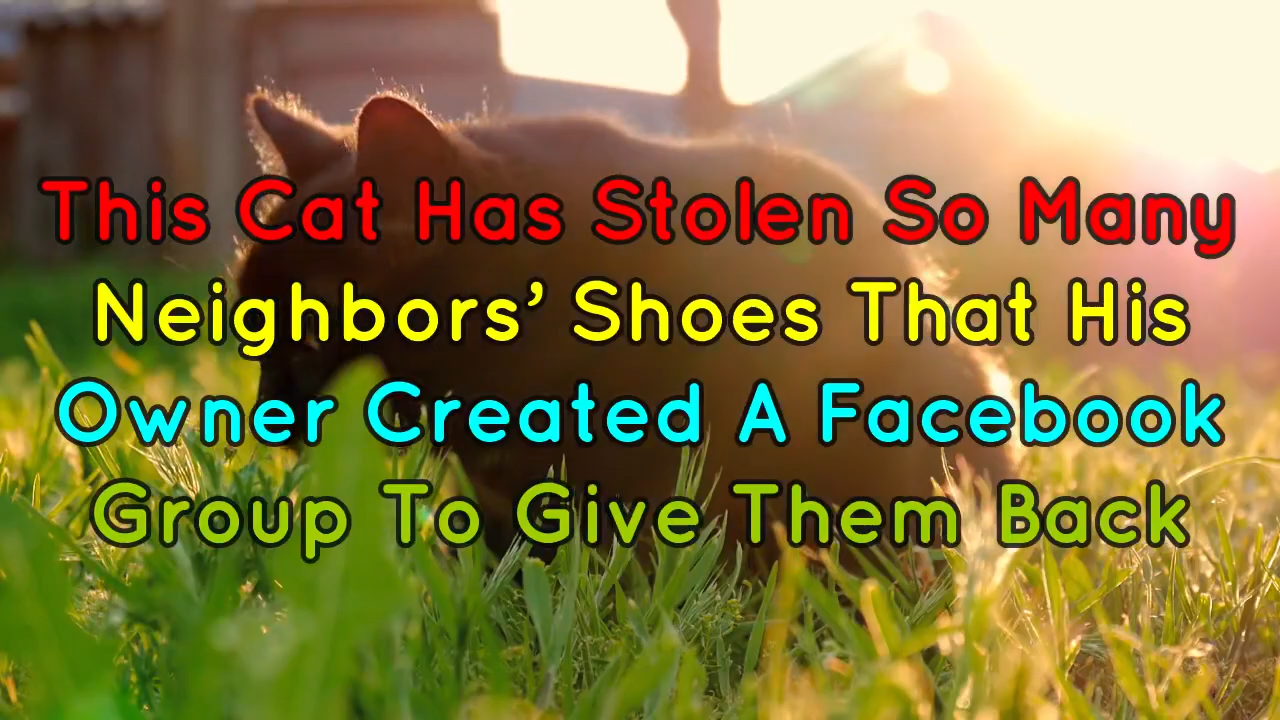 This Cat Has Stolen So Many
Neighbors’ Shoes That His
Owner Created A Facebook
Group To Give Them Back